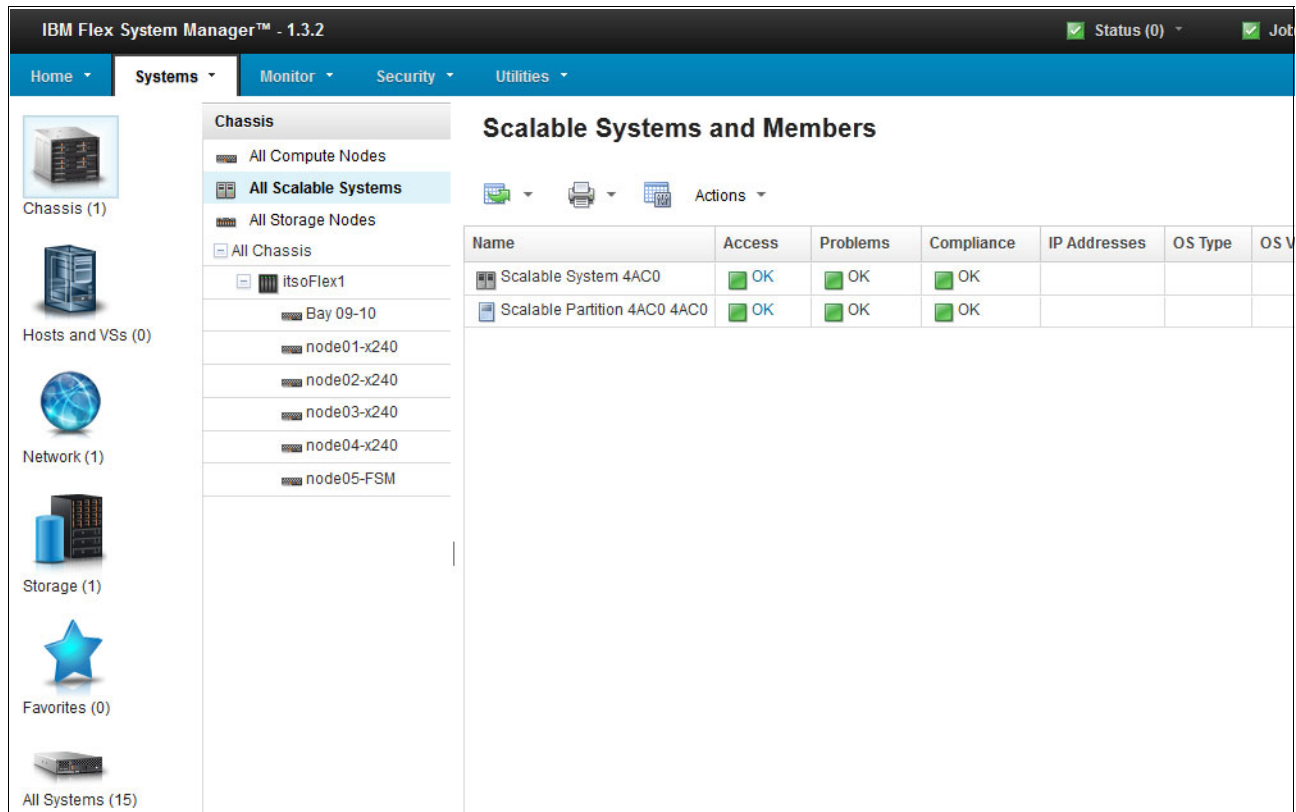 IBM Flex System Manager™ - 1.3.2
Status (0)
Home
Systems
Monitor
Security
Utilities
Chassis (1)
Hosts and VSs (0)
Network (1)
Storage (1)
Favorites (0)
All Systems (15)
Chassis
All Compute Nodes
All Scalable Systems
All Storage Nodes
All Chassis
itsoFlex1
Bay 09-10
node01-x240
node02-x240
node03-x240
node04-x240
node05-FSM
Scalable Systems and Members
Actions
Name Access Problems Compliance IP Addresses OS Type OS V
Scalable System 4AC0 OK OK OK
Scalable Partition 4AC0 4AC0 OK OK OK